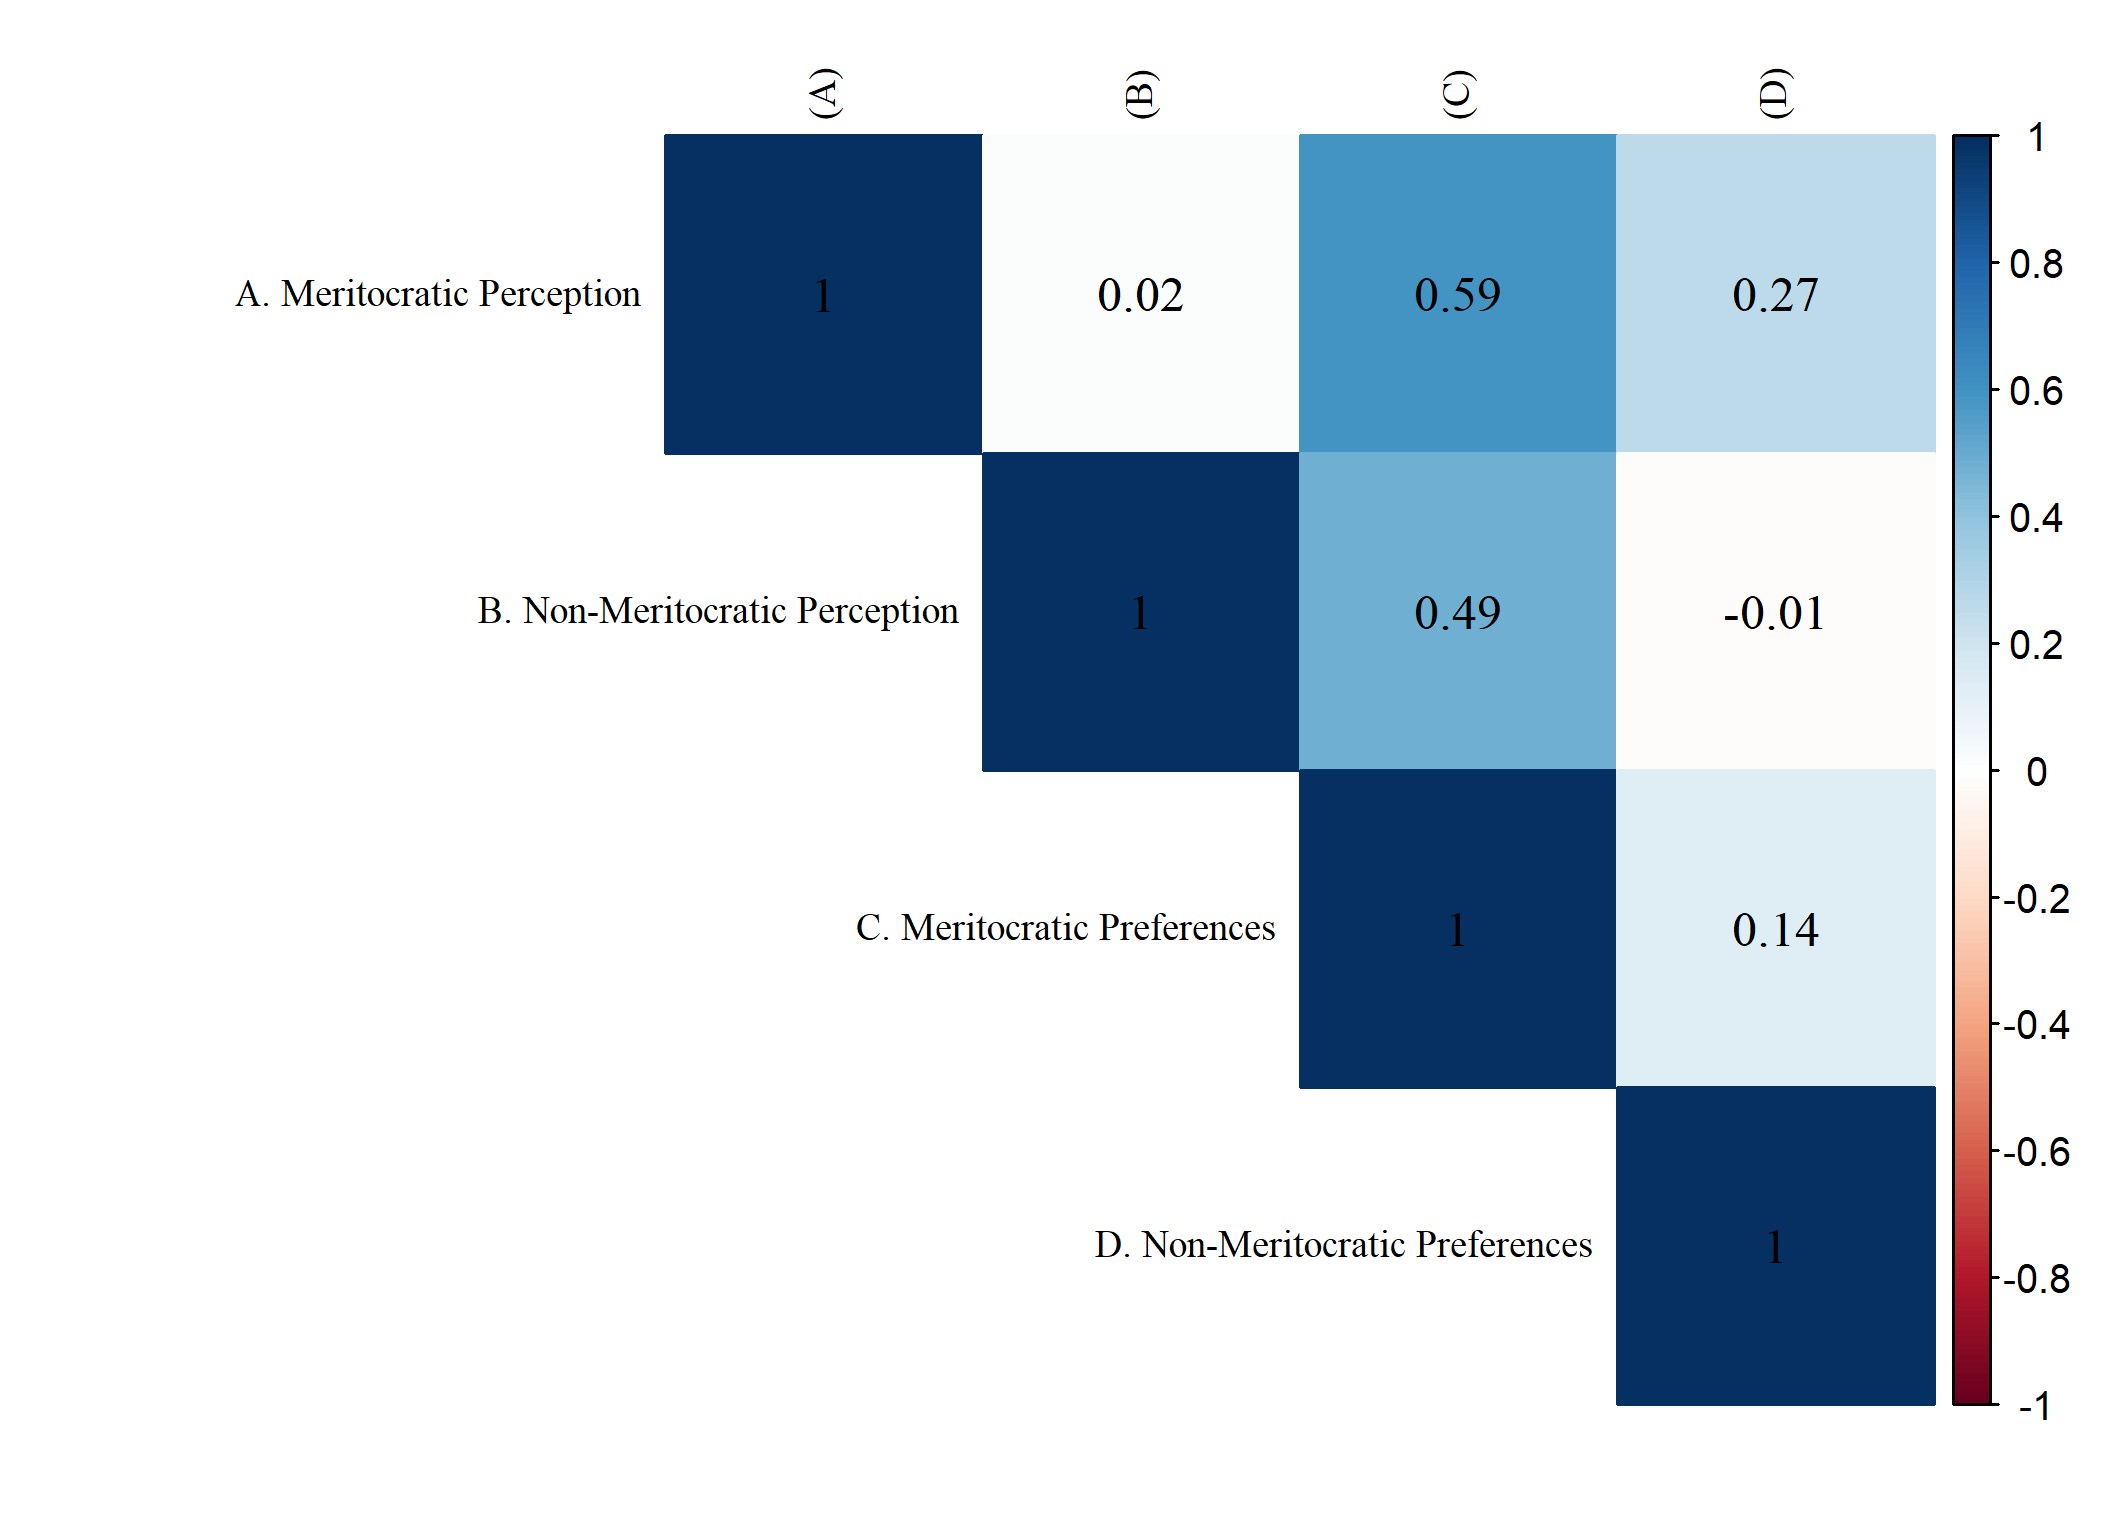 (A) (B) (C) (D)
A. Meritocratic Perception 1 0.02 0.59 0.27
B. Non-Meritocratic Perception 1 0.49 -0.01
C. Meritocratic Preferences 1 0.14
D. Non-Meritocratic Preferences 1
1
0.8
0.6
0.4
0.2
0
-0.2
-0.4
-0.6
-0.8
-1